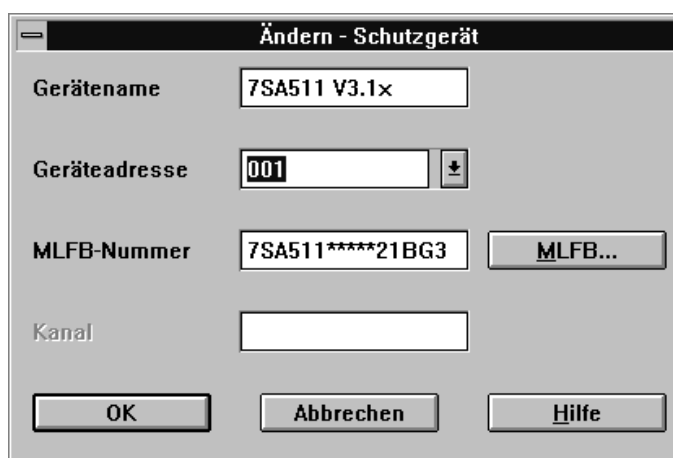 Ändern - Schutzgerät
Gerätename 7SA511 V3.1x
Geräteadresse 001
MLFB-Nummer 7SA511*****21BG3 MLFB...
Kanal
OK Abbrechen Hilfe